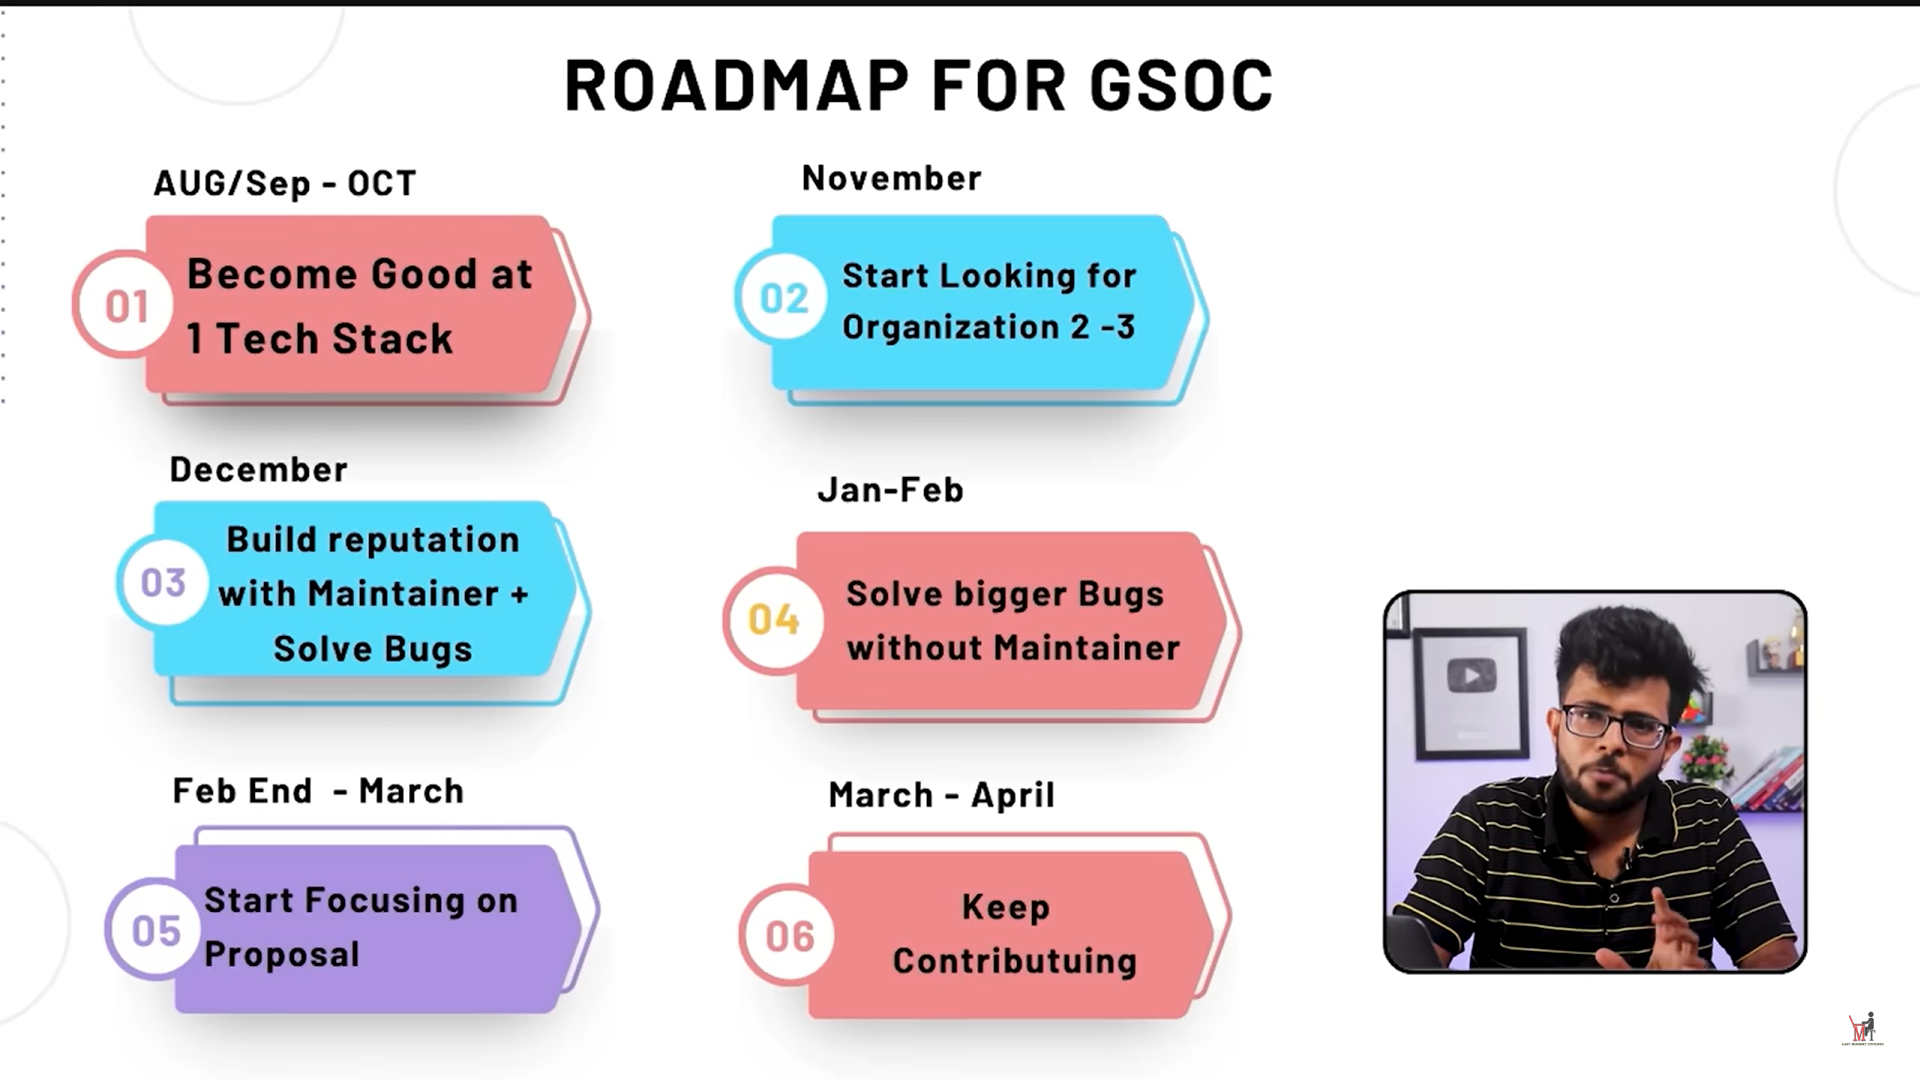 ROADMAP FOR GSOC
AUG/Sep - OCT
01
Become Good at
1 Tech Stack
November
02
Start Looking for
Organization 2 -3
December
03
Build reputation
with Maintainer +
Solve Bugs
Jan-Feb
04
Solve bigger Bugs
without Maintainer
Feb End - March
05
Start Focusing on
Proposal
March - April
06
Keep
Contributuing